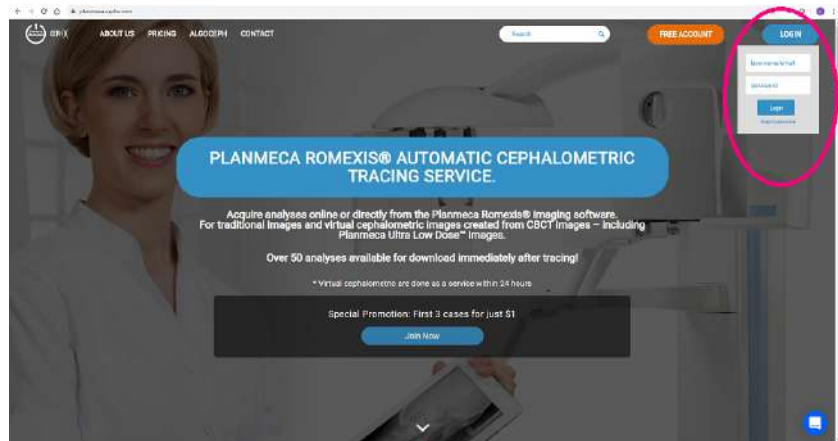 ABOUT US PRICING ALGOCEPH CONTACT
Search
FREE ACCOUNT
LOG IN
password
Login
PLANMECA ROMEXIS® AUTOMATIC CEPHALOMETRIC
TRACING SERVICE.
Acquire analyses online or directly from the Planmeca Romexis® imaging software.
For traditional images and virtual cephalometric images created from CBCT images – including
Planmeca Ultra Low Dose™ images.
Over 50 analyses available for download immediately after tracing!
* Virtual cephalometric are done as a service within 24 hours
Special Promotion: First 3 cases for just $1
Join Now